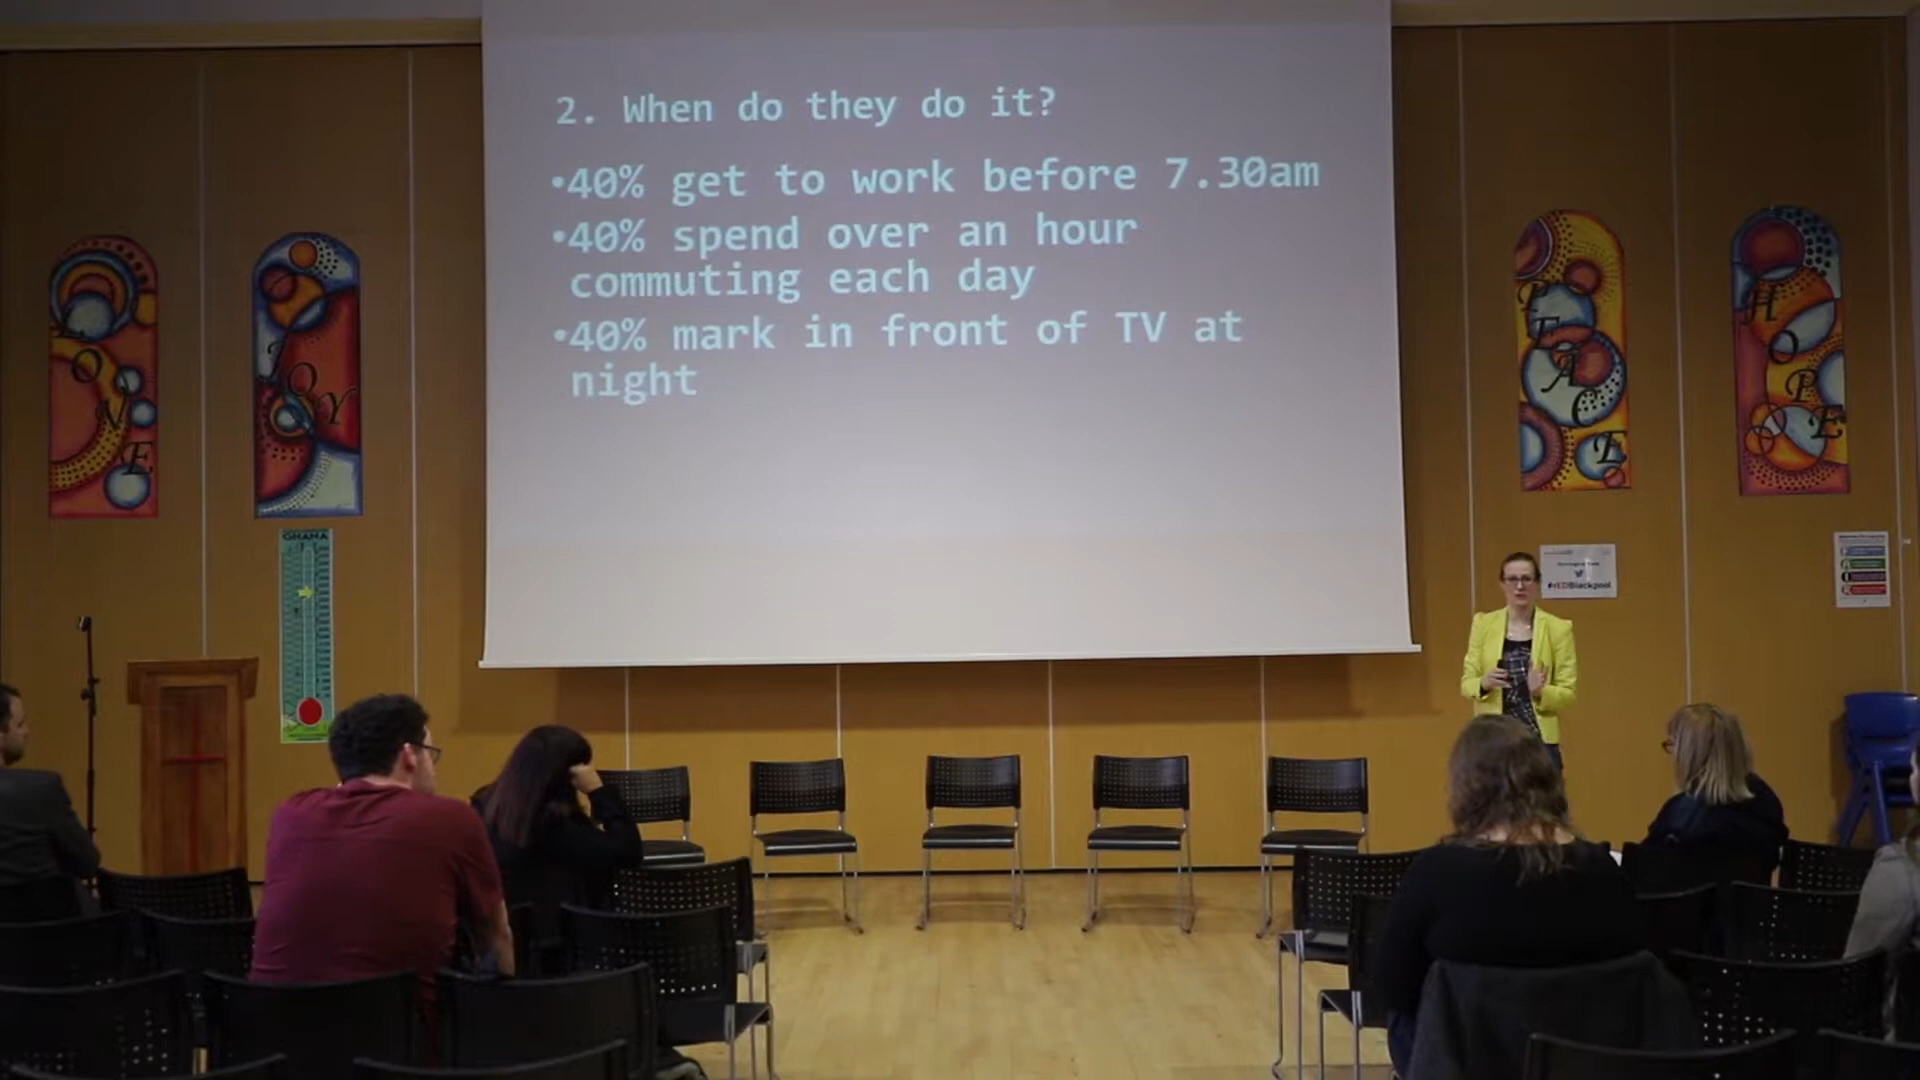 2. When do they do it?
•40% get to work before 7.30am
•40% spend over an hour
commuting each day
•40% mark in front of TV at
night
LOVE
JOY
PEACE
HOPE
GHANA
#rEDBlackpool